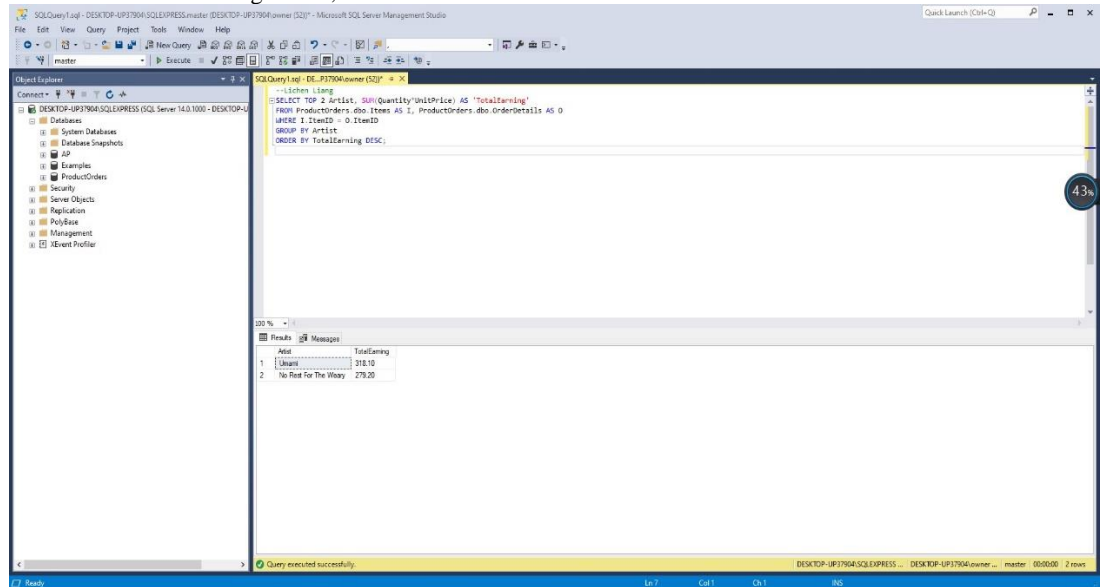 SQLQuery1.sql - DESKTOP-UP37904\SQLEXPRESS.master (DESKTOP-UP37904\owner (52))* - Microsoft SQL Server Management Studio
Quick Launch (Ctrl+Q)
File Edit View Query Project Tools Window Help
New Query
master Execute
Object Explorer
SQLQuery1.sql - DE...P37904\owner (52))*
Connect
DESKTOP-UP37904\SQLEXPRESS (SQL Server 14.0.1000 - DESKTOP-U
Databases
System Databases
Database Snapshots
AP
Examples
ProductOrders
Security
Server Objects
Replication
PolyBase
Management
XEvent Profiler
--Lichen Liang
SELECT TOP 2 Artist, SUM(Quantity*UnitPrice) AS 'TotalEarning'
FROM ProductOrders.dbo.Items AS I, ProductOrders.dbo.OrderDetails AS O
WHERE I.ItemID = O.ItemID
GROUP BY Artist
ORDER BY TotalEarning DESC;
43%
100 %
Results Messages
Artist TotalEarning
1 Umami 318.10
2 No Rest For The Weary 279.20
Query executed successfully.
DESKTOP-UP37904\SQLEXPRESS ... DESKTOP-UP37904\owner ... master 00:00:00 2 rows
Ready Ln 7 Col 1 Ch 1 INS